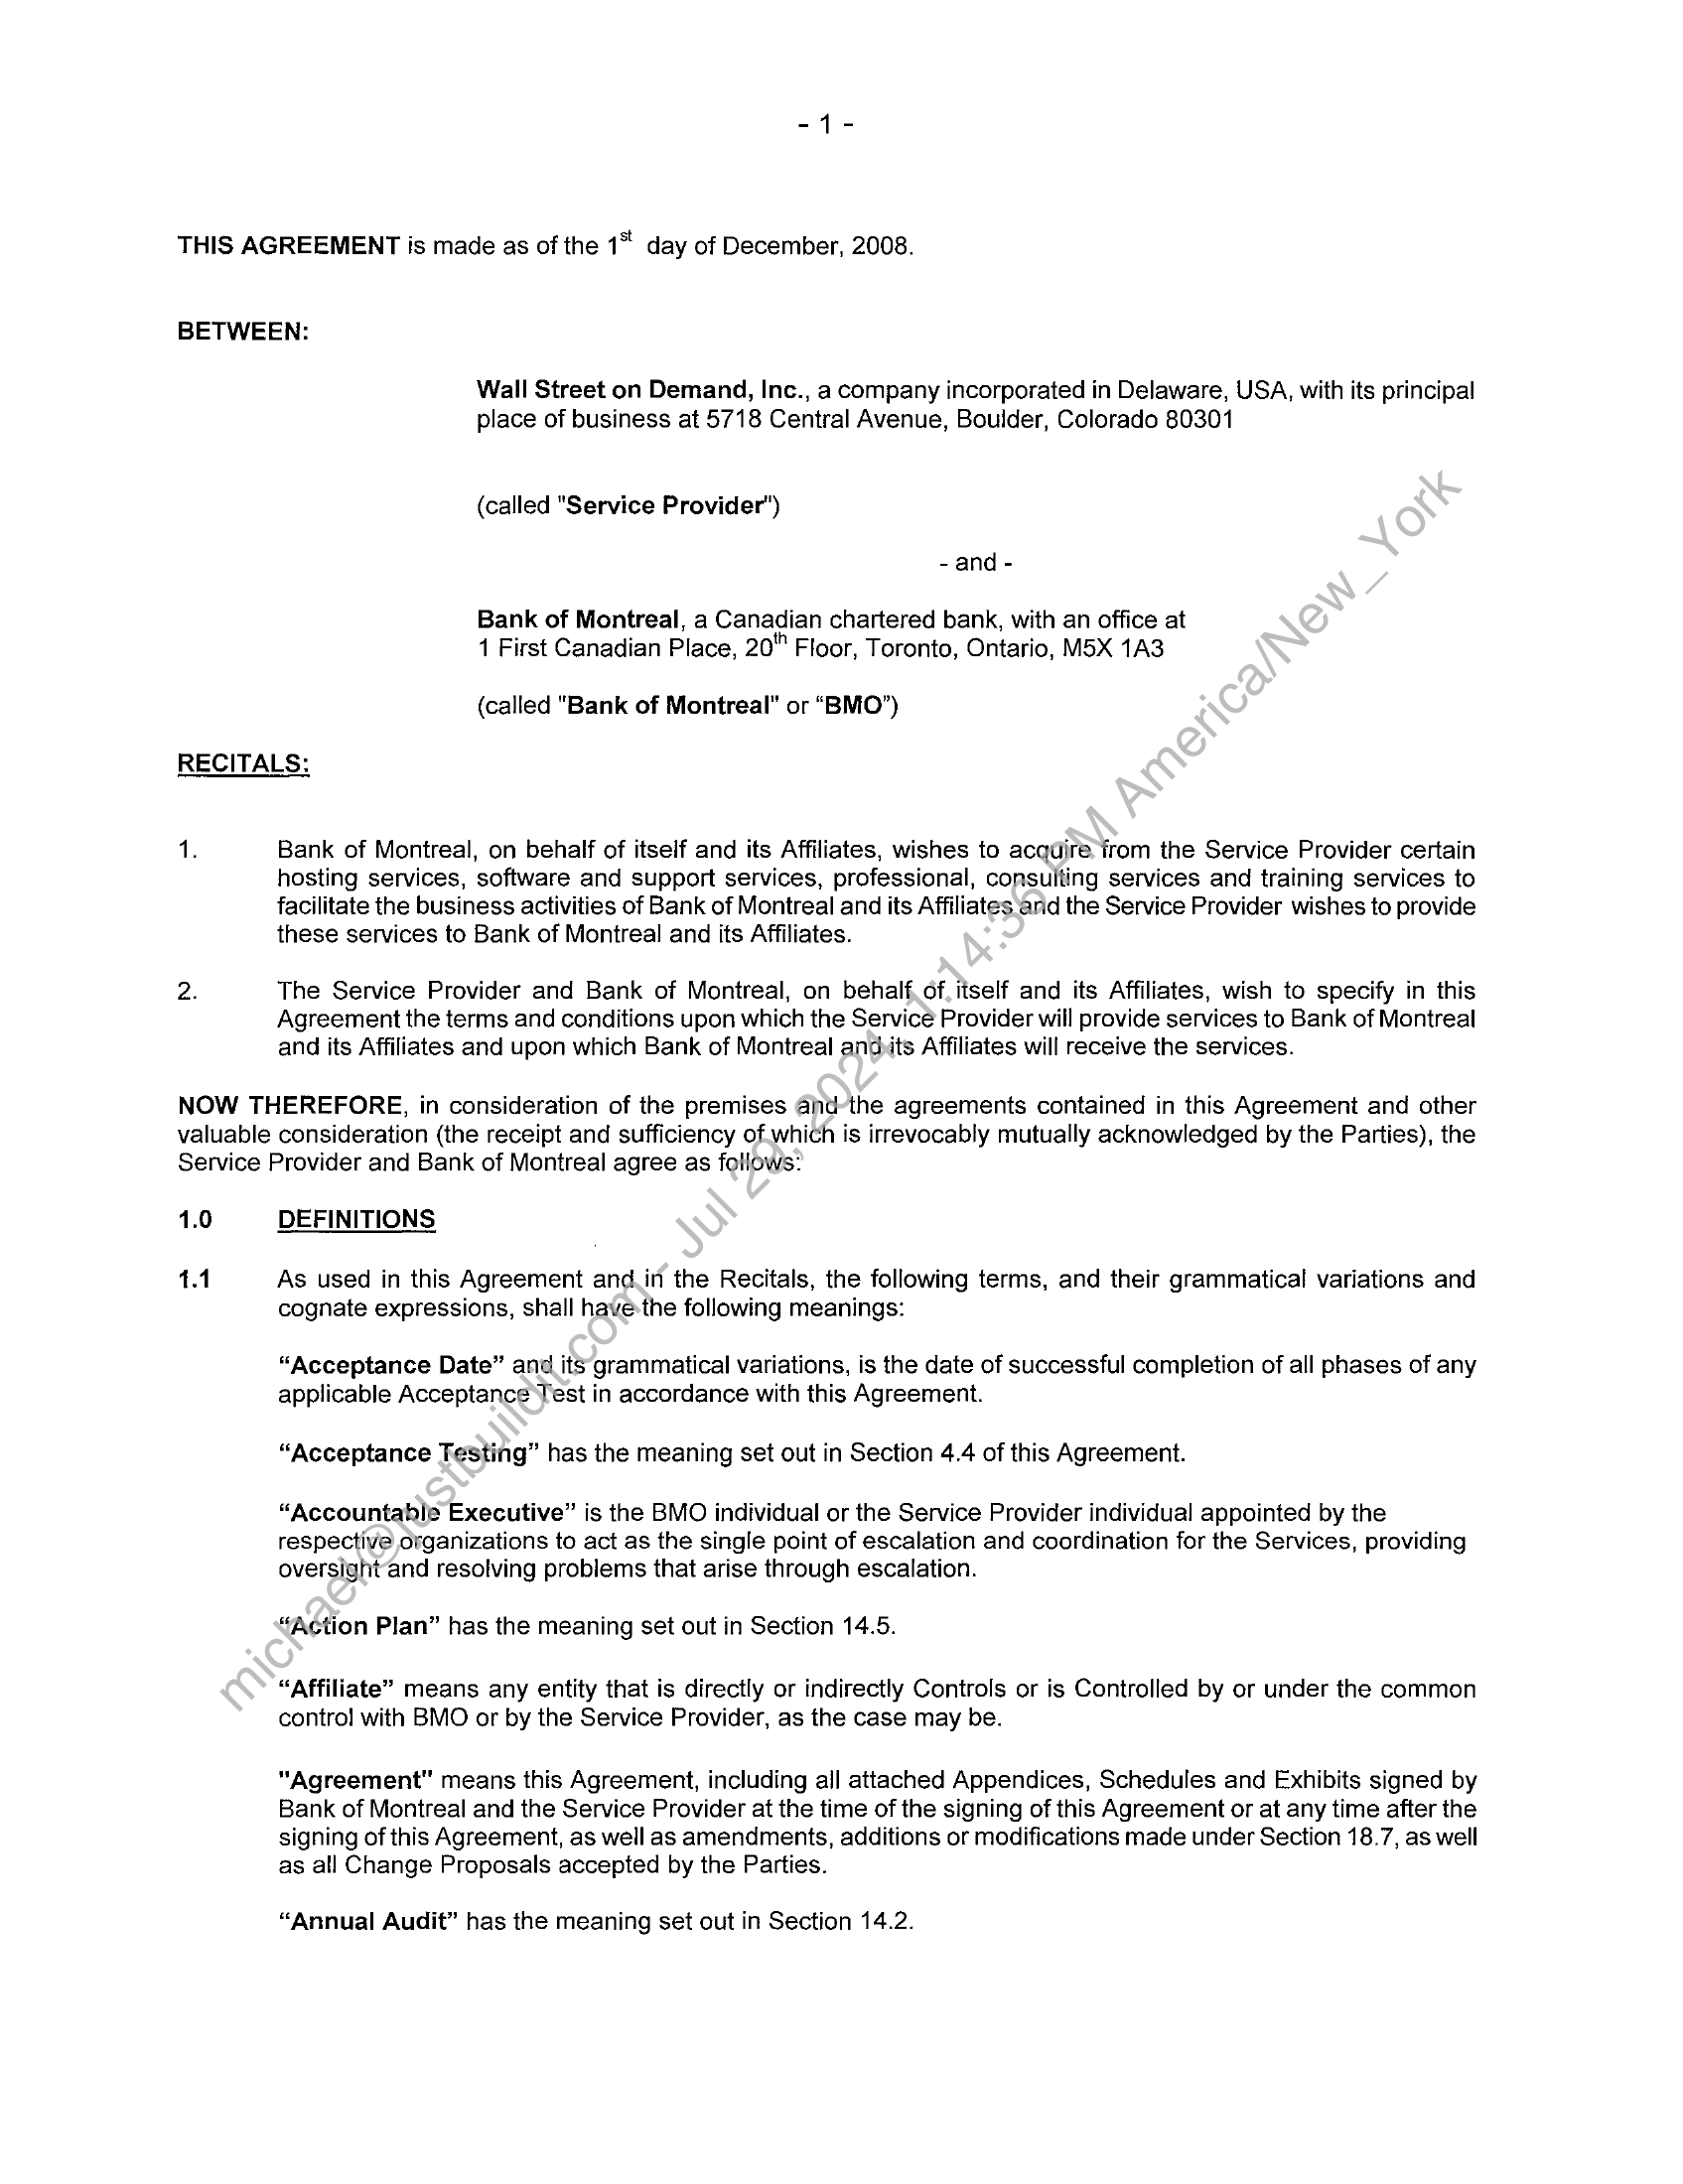 - 1 -
THIS AGREEMENT is made as of the 1st day of December, 2008.
BETWEEN:
Wall Street on Demand, Inc., a company incorporated in Delaware, USA, with its principal
place of business at 5718 Central Avenue, Boulder, Colorado 80301
(called "Service Provider")
- and -
Bank of Montreal, a Canadian chartered bank, with an office at
1 First Canadian Place, 20th Floor, Toronto, Ontario, M5X 1A3
(called "Bank of Montreal" or “BMO”)
RECITALS:
1. Bank of Montreal, on behalf of itself and its Affiliates, wishes to acquire from the Service Provider certain
hosting services, software and support services, professional, consulting services and training services to
facilitate the business activities of Bank of Montreal and its Affiliates and the Service Provider wishes to provide
these services to Bank of Montreal and its Affiliates.
2. The Service Provider and Bank of Montreal, on behalf of itself and its Affiliates, wish to specify in this
Agreement the terms and conditions upon which the Service Provider will provide services to Bank of Montreal
and its Affiliates and upon which Bank of Montreal and its Affiliates will receive the services.
NOW THEREFORE, in consideration of the premises and the agreements contained in this Agreement and other
valuable consideration (the receipt and sufficiency of which is irrevocably mutually acknowledged by the Parties), the
Service Provider and Bank of Montreal agree as follows:
1.0 DEFINITIONS
1.1 As used in this Agreement and in the Recitals, the following terms, and their grammatical variations and
cognate expressions, shall have the following meanings:
“Acceptance Date” and its grammatical variations, is the date of successful completion of all phases of any
applicable Acceptance Test in accordance with this Agreement.
“Acceptance Testing” has the meaning set out in Section 4.4 of this Agreement.
“Accountable Executive” is the BMO individual or the Service Provider individual appointed by the
respective organizations to act as the single point of escalation and coordination for the Services, providing
oversight and resolving problems that arise through escalation.
“Action Plan” has the meaning set out in Section 14.5.
“Affiliate” means any entity that is directly or indirectly Controls or is Controlled by or under the common
control with BMO or by the Service Provider, as the case may be.
"Agreement" means this Agreement, including all attached Appendices, Schedules and Exhibits signed by
Bank of Montreal and the Service Provider at the time of the signing of this Agreement or at any time after the
signing of this Agreement, as well as amendments, additions or modifications made under Section 18.7, as well
as all Change Proposals accepted by the Parties.
“Annual Audit” has the meaning set out in Section 14.2.
michael@rustbuildit.com - Jul 29, 2024, 1:14:36 PM America/New_York